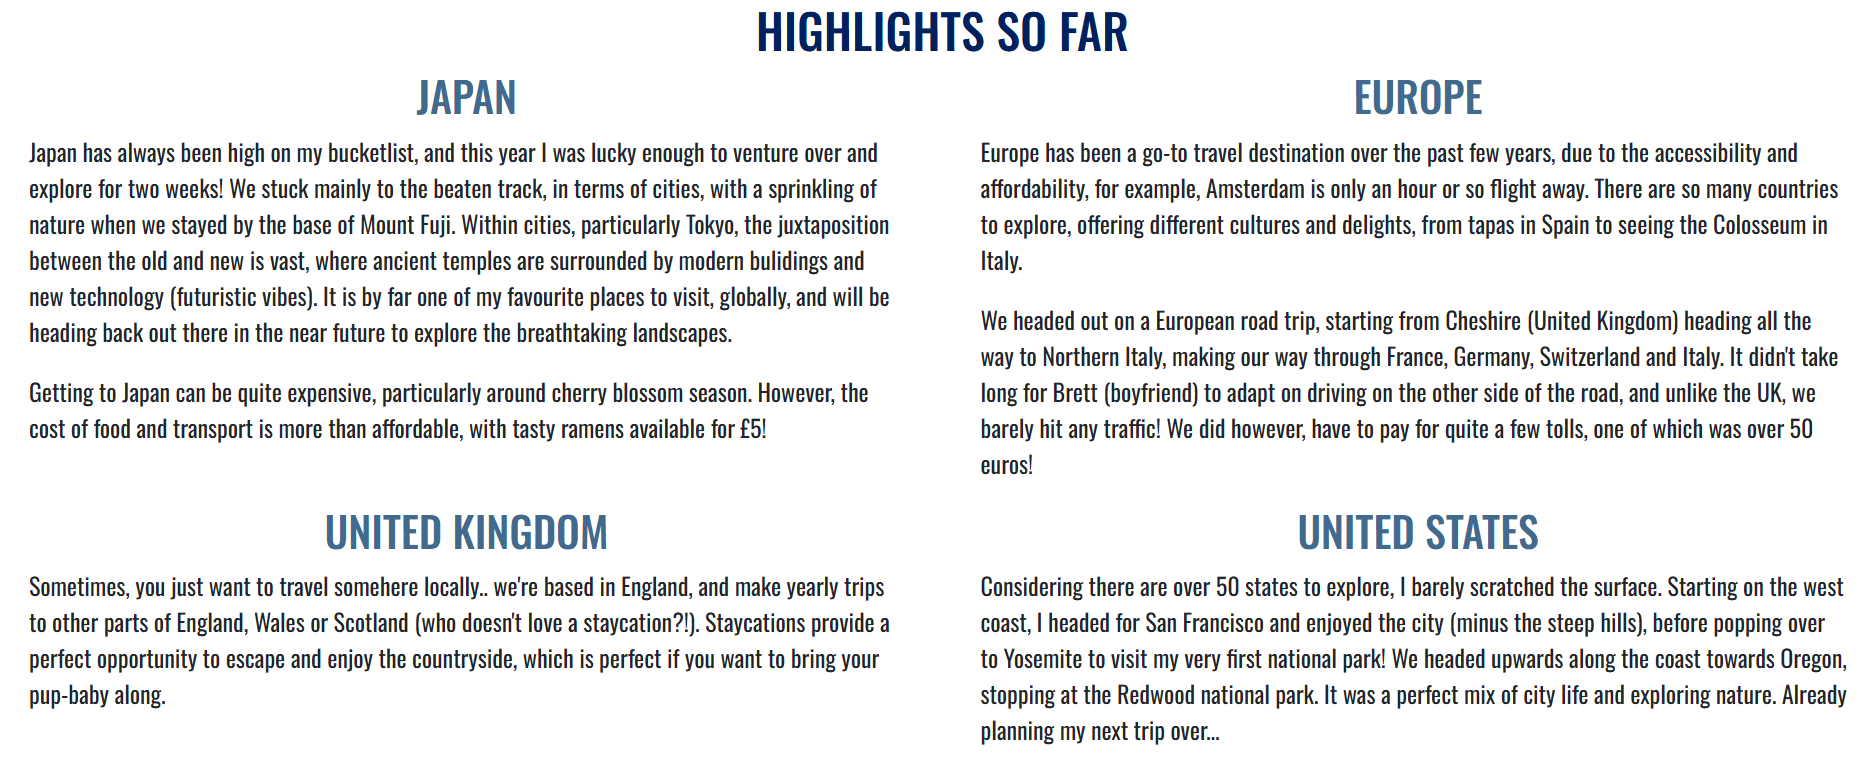 HIGHLIGHTS SO FAR
JAPAN
Japan has always been high on my bucketlist, and this year I was lucky enough to venture over and
explore for two weeks! We stuck mainly to the beaten track, in terms of cities, with a sprinkling of
nature when we stayed by the base of Mount Fuji. Within cities, particularly Tokyo, the juxtaposition
between the old and new is vast, where ancient temples are surrounded by modern bulidings and
new technology (futuristic vibes). It is by far one of my favourite places to visit, globally, and will be
heading back out there in the near future to explore the breathtaking landscapes.
Getting to Japan can be quite expensive, particularly around cherry blossom season. However, the
cost of food and transport is more than affordable, with tasty ramens available for £5!
EUROPE
Europe has been a go-to travel destination over the past few years, due to the accessibility and
affordability, for example, Amsterdam is only an hour or so flight away. There are so many countries
to explore, offering different cultures and delights, from tapas in Spain to seeing the Colosseum in
Italy.
We headed out on a European road trip, starting from Cheshire (United Kingdom) heading all the
way to Northern Italy, making our way through France, Germany, Switzerland and Italy. It didn't take
long for Brett (boyfriend) to adapt on driving on the other side of the road, and unlike the UK, we
barely hit any traffic! We did however, have to pay for quite a few tolls, one of which was over 50
euros!
UNITED KINGDOM
Sometimes, you just want to travel somehere locally.. we're based in England, and make yearly trips
to other parts of England, Wales or Scotland (who doesn't love a staycation?!). Staycations provide a
perfect opportunity to escape and enjoy the countryside, which is perfect if you want to bring your
pup-baby along.
UNITED STATES
Considering there are over 50 states to explore, I barely scratched the surface. Starting on the west
coast, I headed for San Francisco and enjoyed the city (minus the steep hills), before popping over
to Yosemite to visit my very first national park! We headed upwards along the coast towards Oregon,
stopping at the Redwood national park. It was a perfect mix of city life and exploring nature. Already
planning my next trip over...